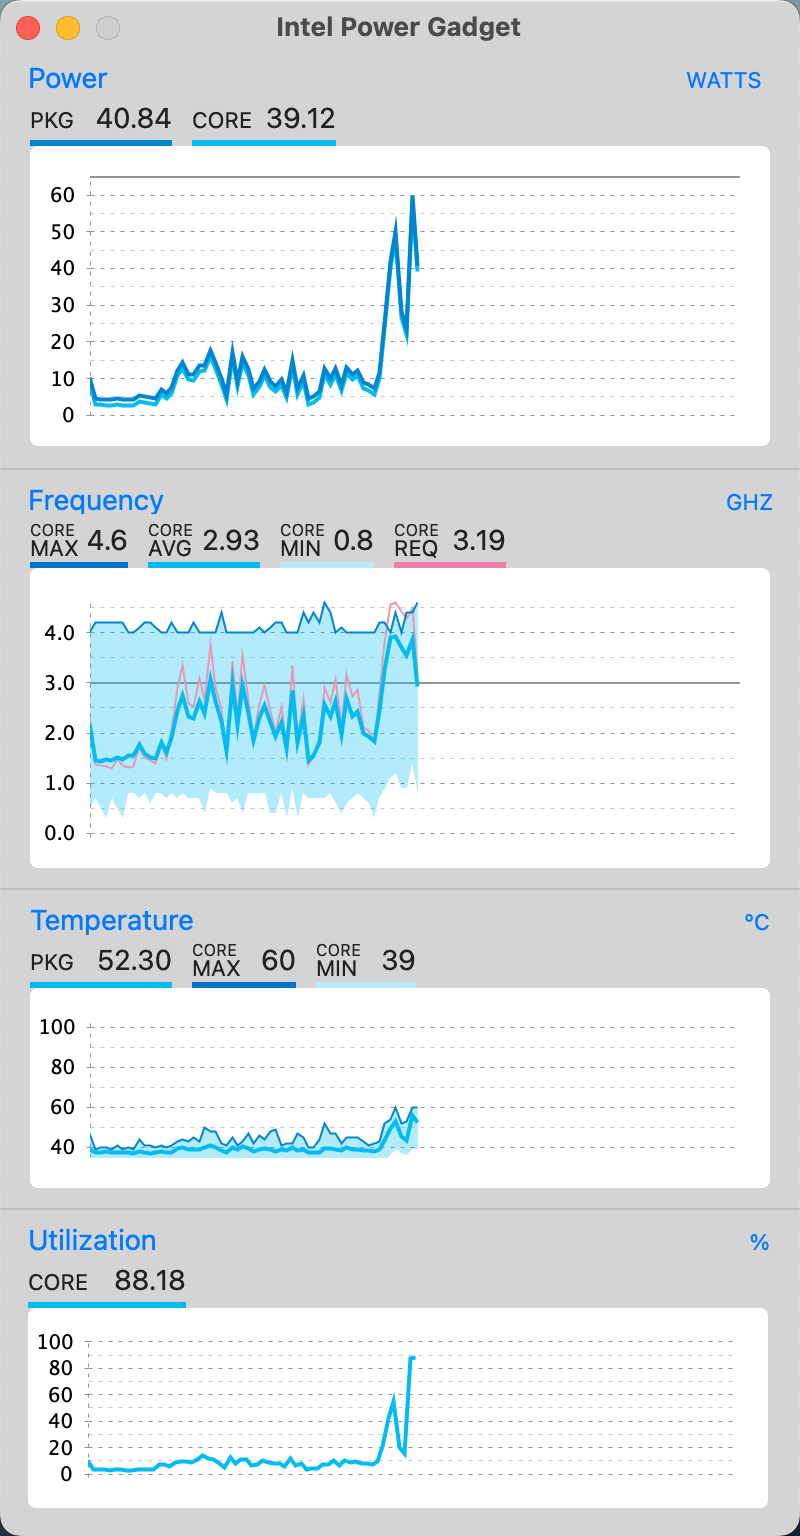 Intel Power Gadget
Power WATTS
PKG 40.84 CORE 39.12
60
50
40
30
20
10
0
Frequency GHZ
CORE MAX 4.6 CORE AVG 2.93 CORE MIN 0.8 CORE REQ 3.19
4.0
3.0
2.0
1.0
0.0
Temperature °C
PKG 52.30 CORE MAX 60 CORE MIN 39
100
80
60
40
Utilization %
CORE 88.18
100
80
60
40
20
0